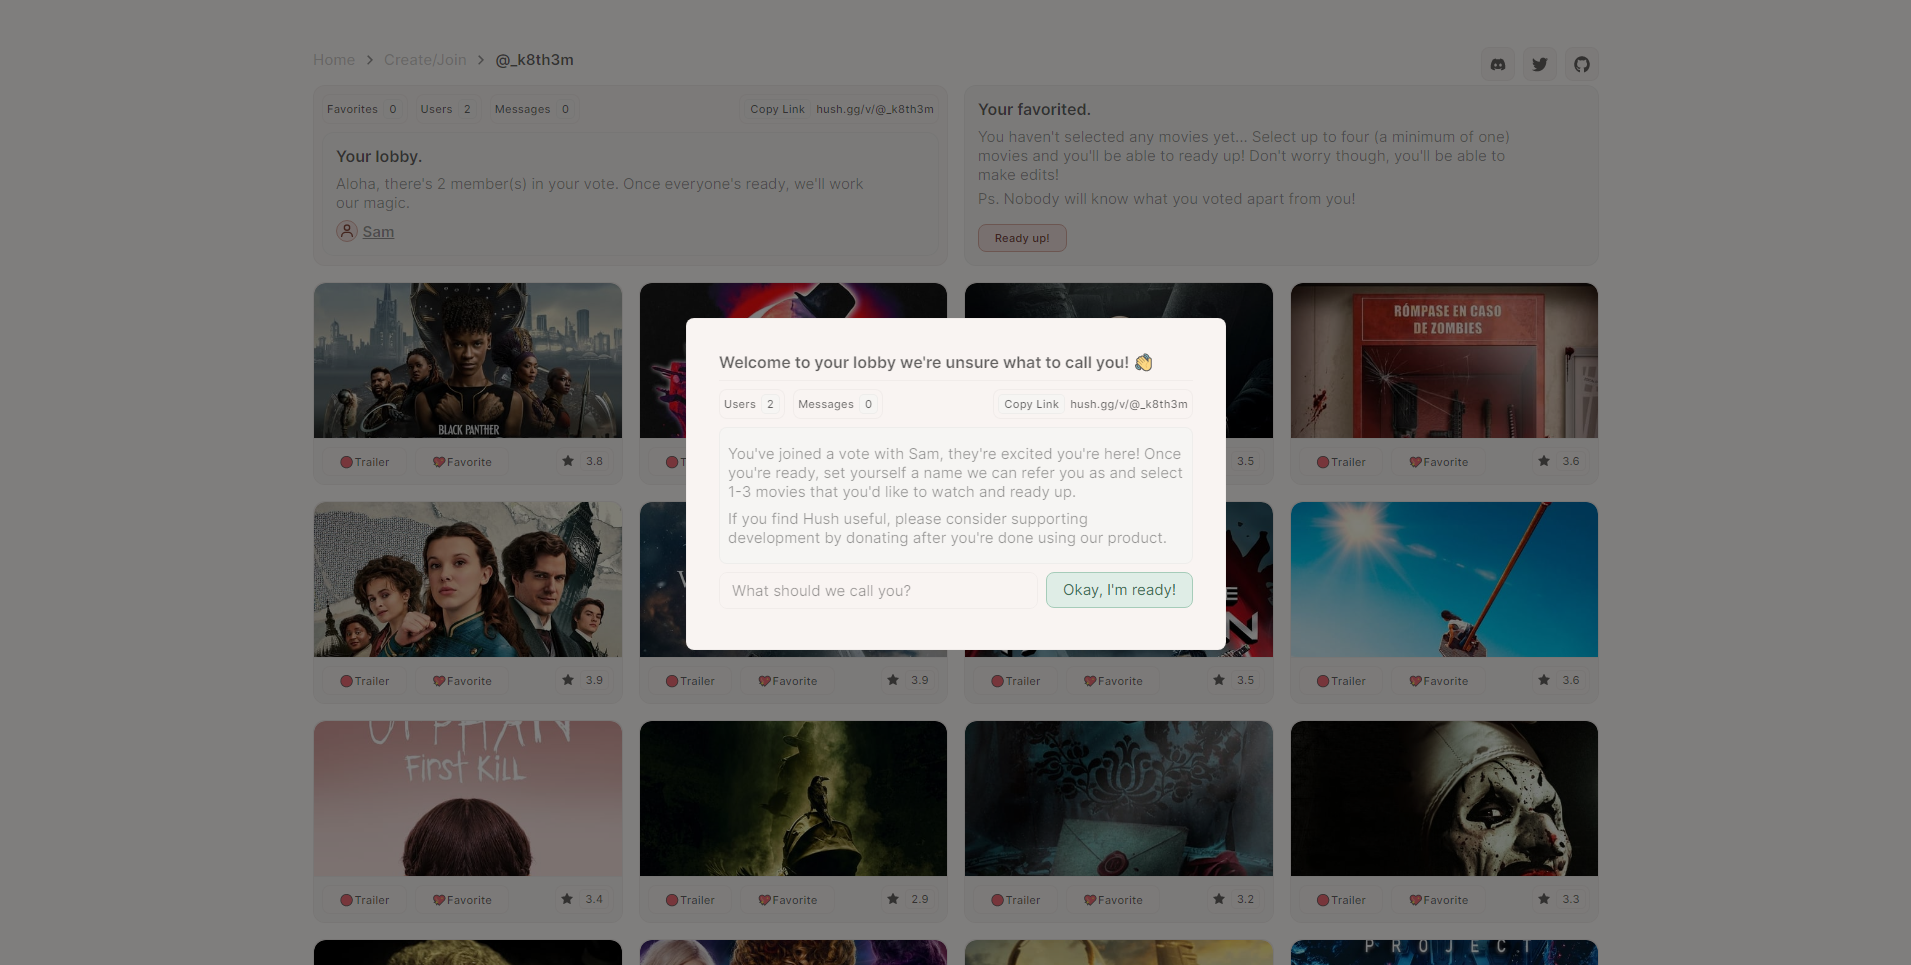 Home > Create/Join > @_k8th3m
Favorites 0 Users 2 Messages 0 Copy Link hush.gg/v/@_k8th3m
Your lobby.
Aloha, there's 2 member(s) in your vote. Once everyone's ready, we'll work
our magic.
Sam
Your favorited.
You haven't selected any movies yet... Select up to four (a minimum of one)
movies and you'll be able to ready up! Don't worry though, you'll be able to
make edits!
Ps. Nobody will know what you voted apart from you!
Ready up!
Welcome to your lobby we're unsure what to call you! 👋
Users 2 Messages 0 Copy Link hush.gg/v/@_k8th3m
You've joined a vote with Sam, they're excited you're here! Once
you're ready, set yourself a name we can refer you as and select
1-3 movies that you'd like to watch and ready up.
If you find Hush useful, please consider supporting
development by donating after you're done using our product.
What should we call you? Okay, I'm ready!
BLACK PANTHER
RÓMPASE EN CASO
DE ZOMBIES
Trailer Favorite 3.8
3.5
Trailer Favorite 3.6
Trailer Favorite 3.9
Trailer Favorite 3.9
Trailer Favorite 3.5
Trailer Favorite 3.6
First Kill
Trailer Favorite 3.4
Trailer Favorite 2.9
Trailer Favorite 3.2
Trailer Favorite 3.3
PROJECT